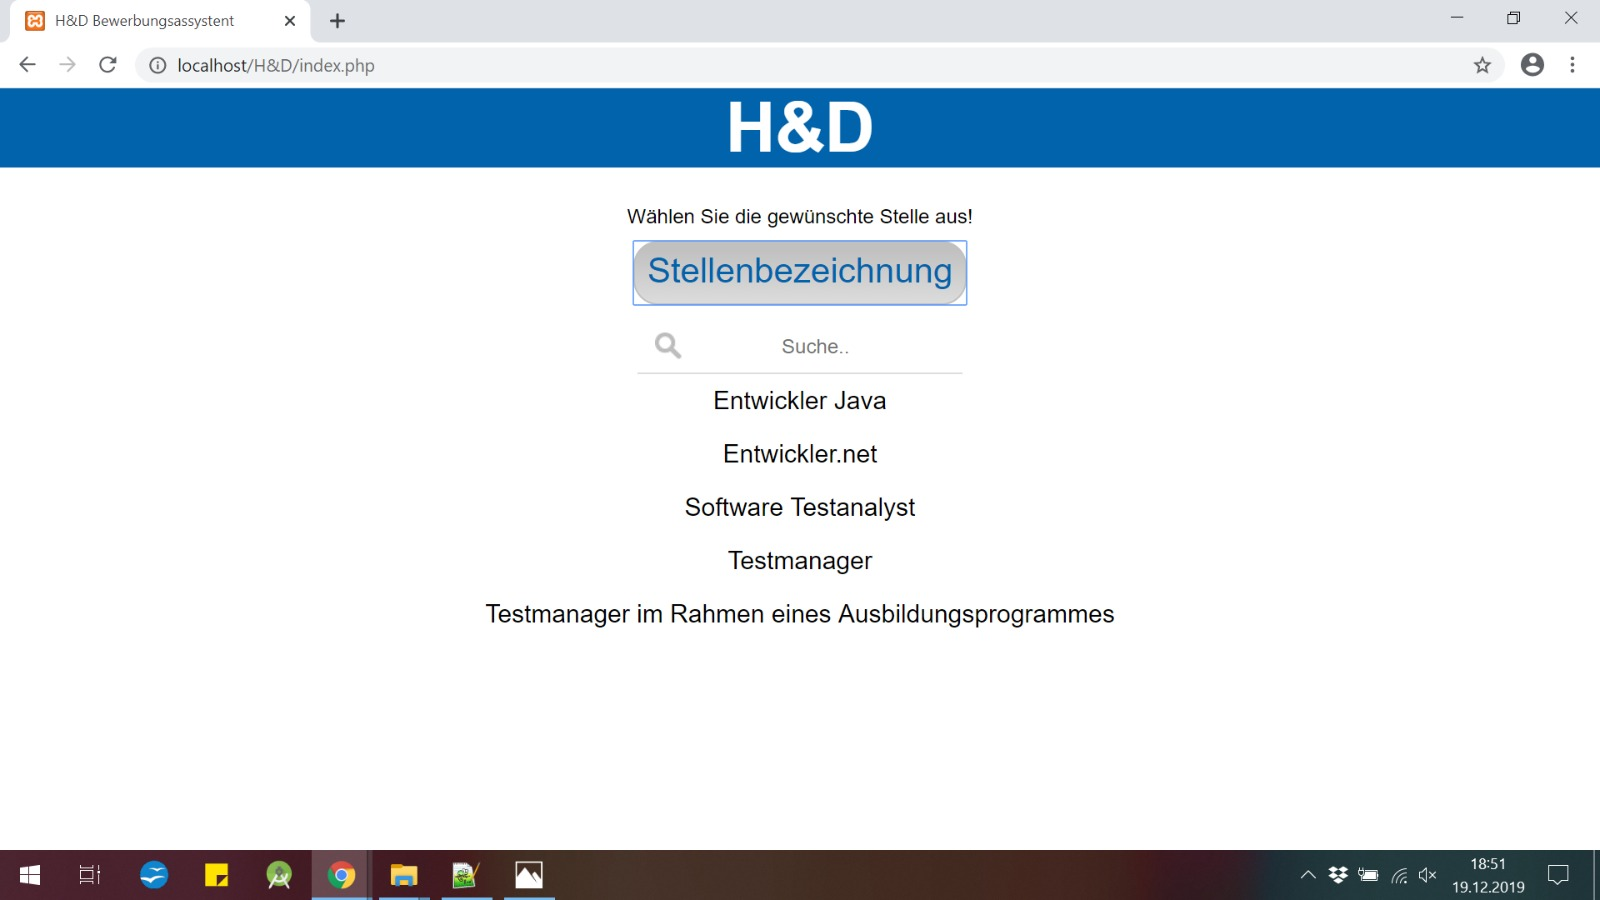 H&D Bewerbungsassystent
localhost/H&D/index.php
H&D
Wählen Sie die gewünschte Stelle aus!
Stellenbezeichnung
Suche..
Entwickler Java
Entwickler.net
Software Testanalyst
Testmanager
Testmanager im Rahmen eines Ausbildungsprogrammes
18:51
19.12.2019